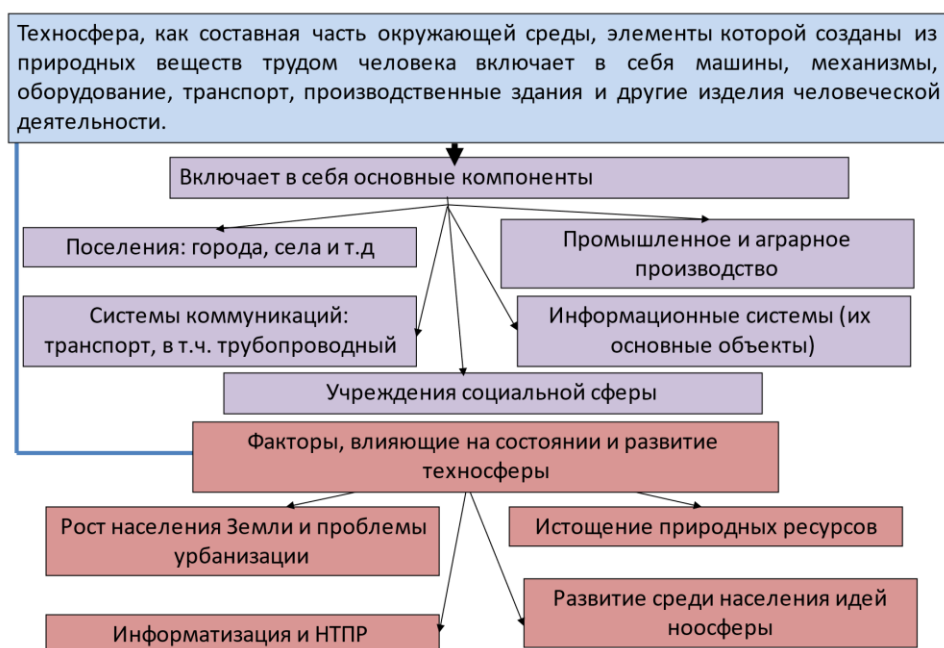 Техносфера, как составная часть окружающей среды, элементы которой созданы из
природных веществ трудом человека включает в себя машины, механизмы,
оборудование, транспорт, производственные здания и другие изделия человеческой
деятельности.
Включает в себя основные компоненты
Поселения: города, села и т.д
Промышленное и аграрное
производство
Системы коммуникаций:
транспорт, в т.ч. трубопроводный
Информационные системы (их
основные объекты)
Учреждения социальной сферы
Факторы, влияющие на состоянии и развитие
техносферы
Рост населения Земли и проблемы
урбанизации
Истощение природных ресурсов
Информатизация и НТПР
Развитие среди населения идей
ноосферы